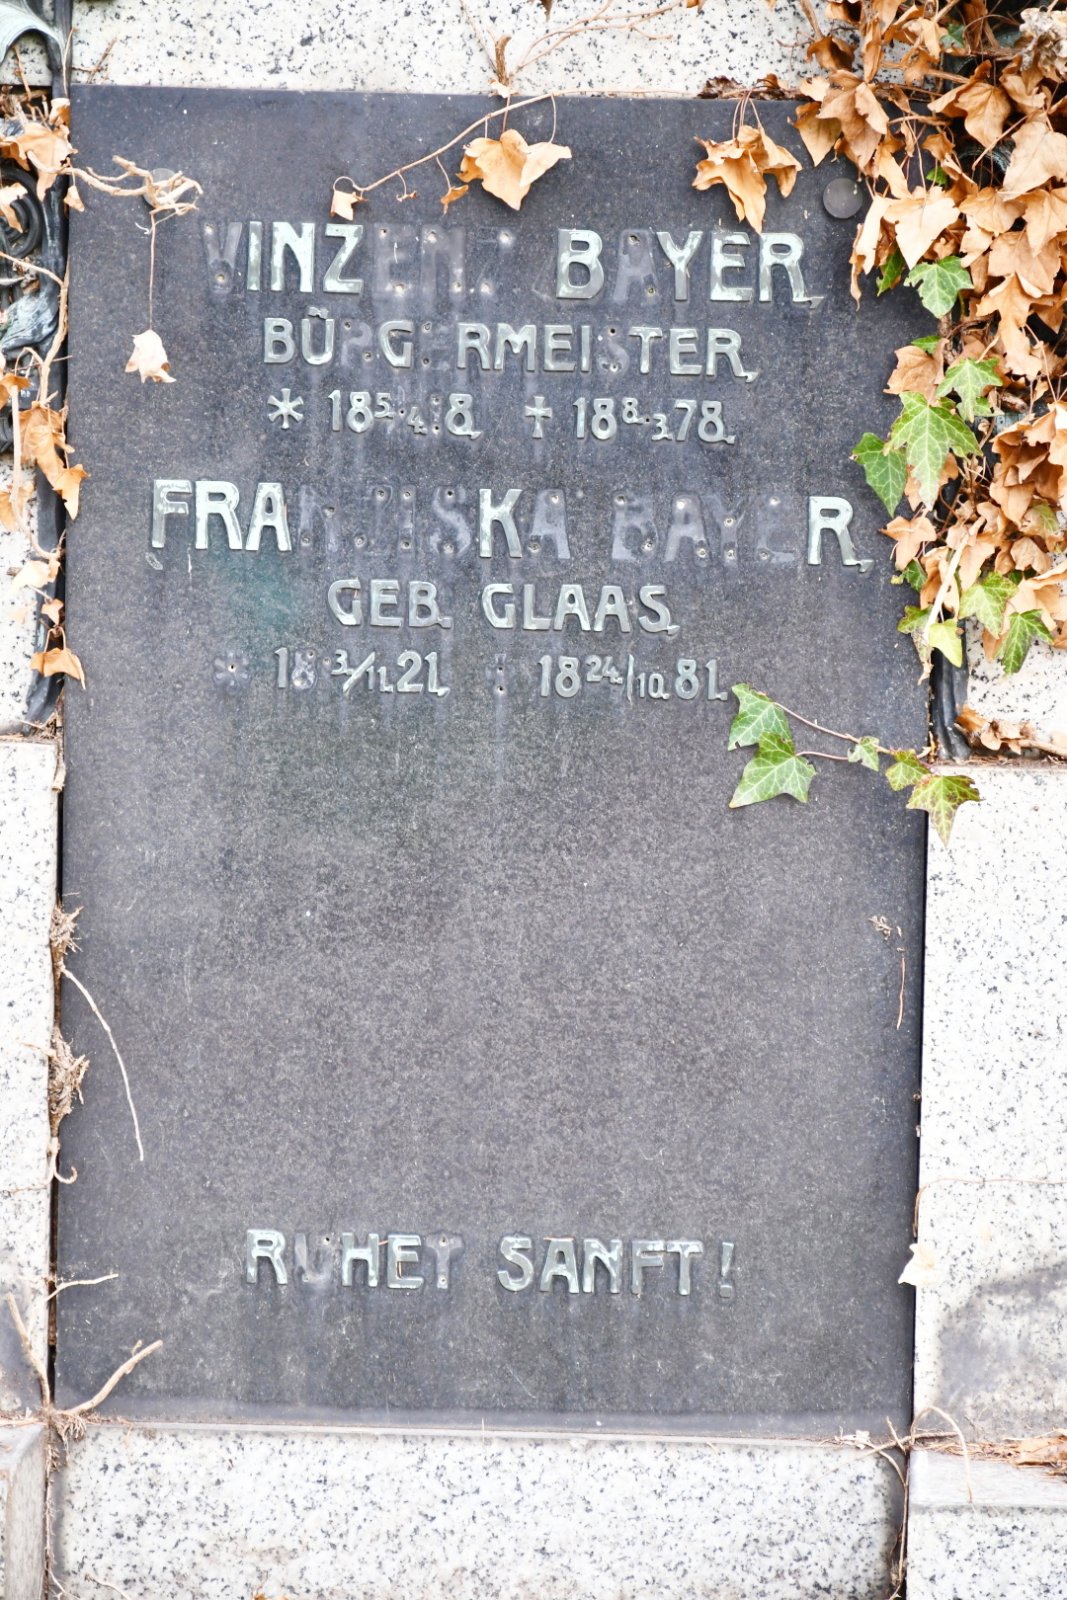 VINZENZ BAYER,
BÜRGERMEISTER,
* 18 5./4. 18. † 18 8./3. 78.
FRANZISKA BAYER,
GEB. GLAAS,
* 18 3/11. 21, † 18 24./10. 81.
RUHET SANFT!